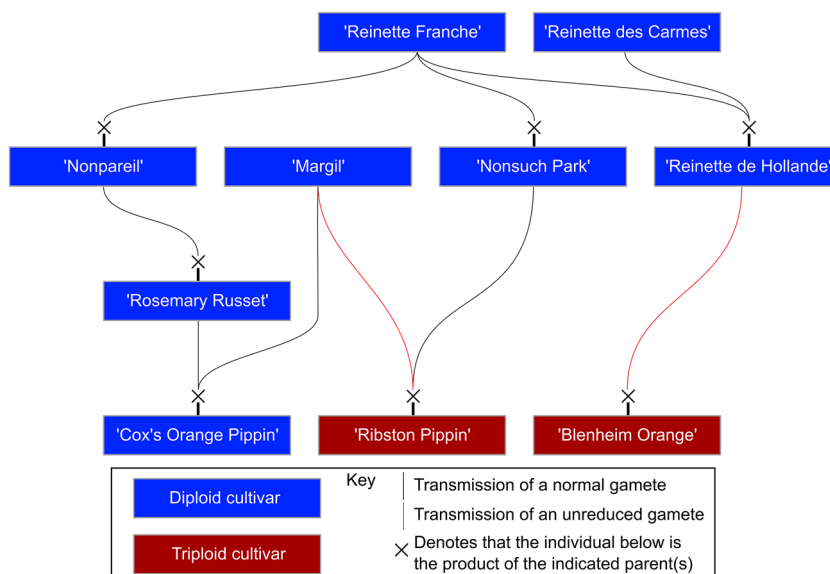 'Reinette Franche'
'Reinette des Carmes'
'Nonpareil'
'Margil'
'Nonsuch Park'
'Reinette de Hollande'
'Rosemary Russet'
'Cox's Orange Pippin'
'Ribston Pippin'
'Blenheim Orange'
Key
Diploid cultivar
Triploid cultivar
Transmission of a normal gamete
Transmission of an unreduced gamete
Denotes that the individual below is
the product of the indicated parent(s)